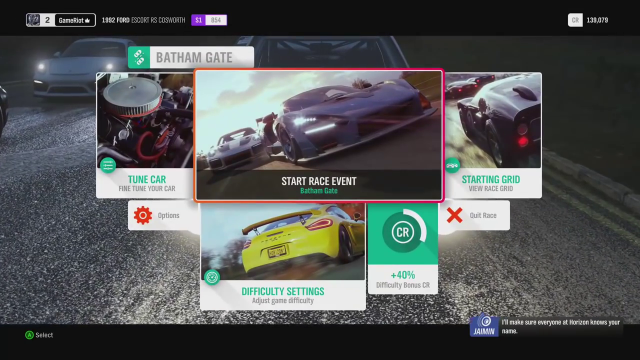 2 GameRiot 1992 FORD ESCORT RS COSWORTH S1 854 CR 139,079
BATHAM GATE
TUNE CAR
FINE TUNE YOUR CAR
START RACE EVENT
Batham Gate
STARTING GRID
VIEW RACE GRID
Options
Quit Race
CR
DIFFICULTY SETTINGS
Adjust game difficulty
+40%
Difficulty Bonus CR
A Select
JAIMIN
I'll make sure everyone at Horizon knows your
name.